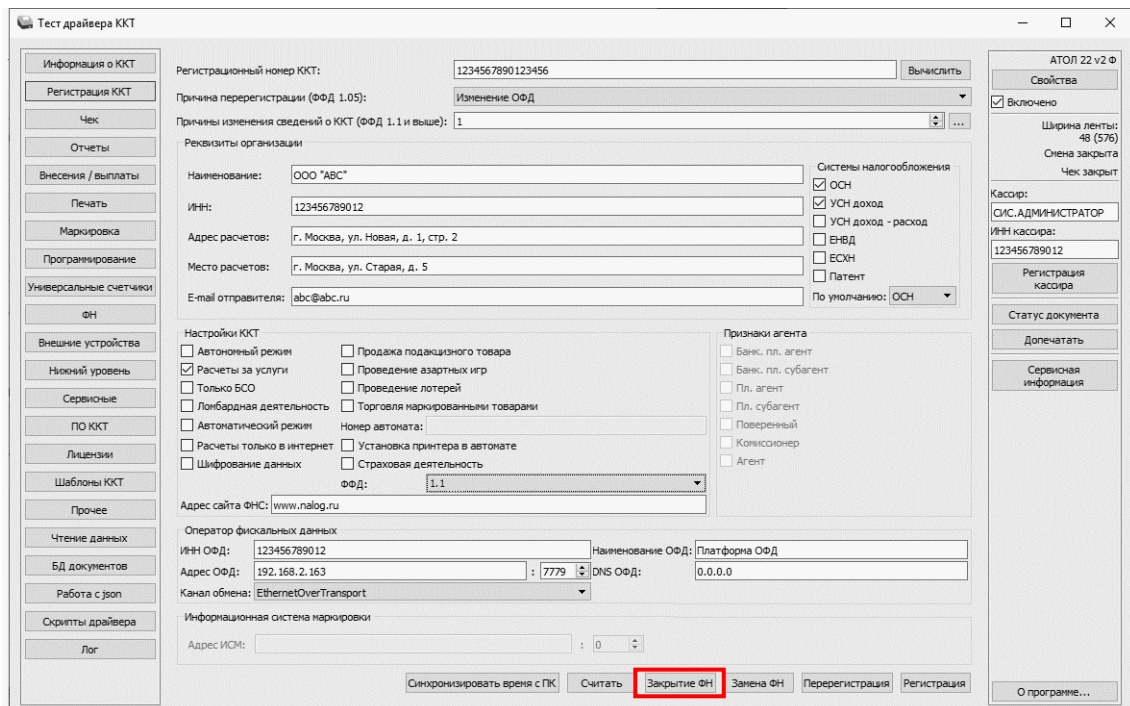 Тест драйвера ККТ
Информация о ККТ
Регистрация ККТ
Чек
Отчеты
Внесения / выплаты
Печать
Маркировка
Программирование
Универсальные счетчики
ФН
Внешние устройства
Нижний уровень
Сервисные
ПО ККТ
Лицензии
Шаблоны ККТ
Прочее
Чтение данных
БД документов
Работа с json
Скрипты драйвера
Лог
Регистрационный номер ККТ: 1234567890123456 Вычислить
Причина перерегистрации (ФФД 1.05): Изменение ОФД
Причины изменения сведений о ККТ (ФФД 1.1 и выше): 1 ...
Реквизиты организации
Наименование: ООО "АВС"
ИНН: 123456789012
Адрес расчетов: г. Москва, ул. Новая, д. 1, стр. 2
Место расчетов: г. Москва, ул. Старая, д. 5
E-mail отправителя: abc@abc.ru
Системы налогообложения
ОСН
УСН доход
УСН доход - расход
ЕНВД
ЕСХН
Патент
По умолчанию: ОСН
Настройки ККТ
Автономный режим Продажа подакцизного товара
Расчеты за услуги Проведение азартных игр
Только БСО Проведение лотерей
Ломбардная деятельность Торговля маркированными товарами
Автоматический режим Номер автомата:
Расчеты только в интернет Установка принтера в автомате
Шифрование данных Страховая деятельность
ФФД: 1.1
Адрес сайта ФНС: www.nalog.ru
Признаки агента
Банк. пл. агент
Банк. пл. субагент
Пл. агент
Пл. субагент
Поверенный
Комиссионер
Агент
Оператор фискальных данных
ИНН ОФД: 123456789012 Наименование ОФД: Платформа ОФД
Адрес ОФД: 192.168.2.163 : 7779 DNS ОФД: 0.0.0.0
Канал обмена: EthernetOverTransport
Информационная система маркировки
Адрес ИСМ: : 0
Синхронизировать время с ПК Считать Закрытие ФН Замена ФН Перерегистрация Регистрация
АТОЛ 22 v2 Ф
Свойства
Включено
Ширина ленты:
48 (576)
Смена закрыта
Чек закрыт
Кассир:
СИС.АДМИНИСТРАТОР
ИНН кассира:
123456789012
Регистрация
кассира
Статус документа
Допечатать
Сервисная
информация
О программе...